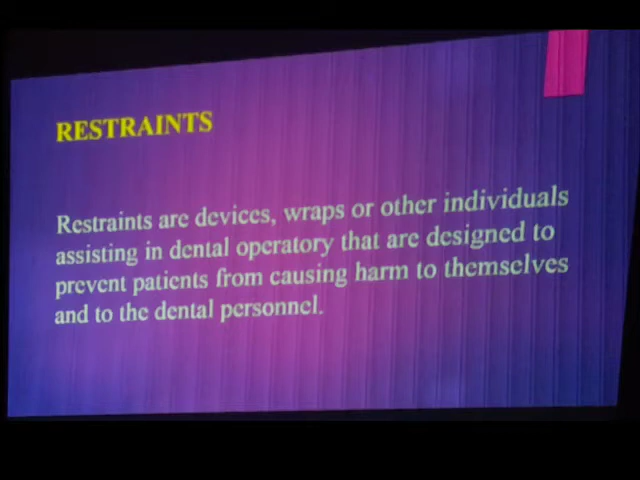 RESTRAINTS
Restraints are devices, wraps or other individuals
assisting in dental operatory that are designed to
prevent patients from causing harm to themselves
and to the dental personnel.